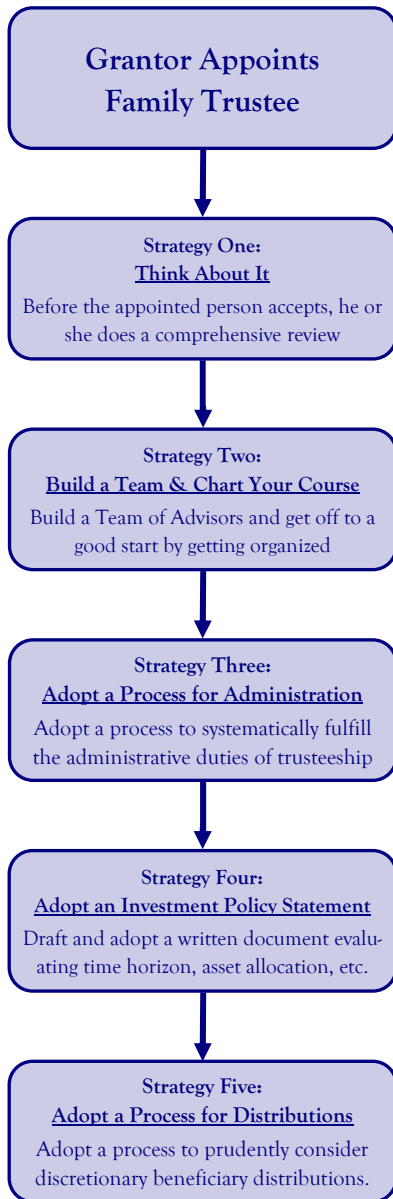 Grantor Appoints
Family Trustee
Strategy One:
Think About It
Before the appointed person accepts, he or
she does a comprehensive review
Strategy Two:
Build a Team & Chart Your Course
Build a Team of Advisors and get off to a
good start by getting organized
Strategy Three:
Adopt a Process for Administration
Adopt a process to systematically fulfill
the administrative duties of trusteeship
Strategy Four:
Adopt an Investment Policy Statement
Draft and adopt a written document evalu-
ating time horizon, asset allocation, etc.
Strategy Five:
Adopt a Process for Distributions
Adopt a process to prudently consider
discretionary beneficiary distributions.